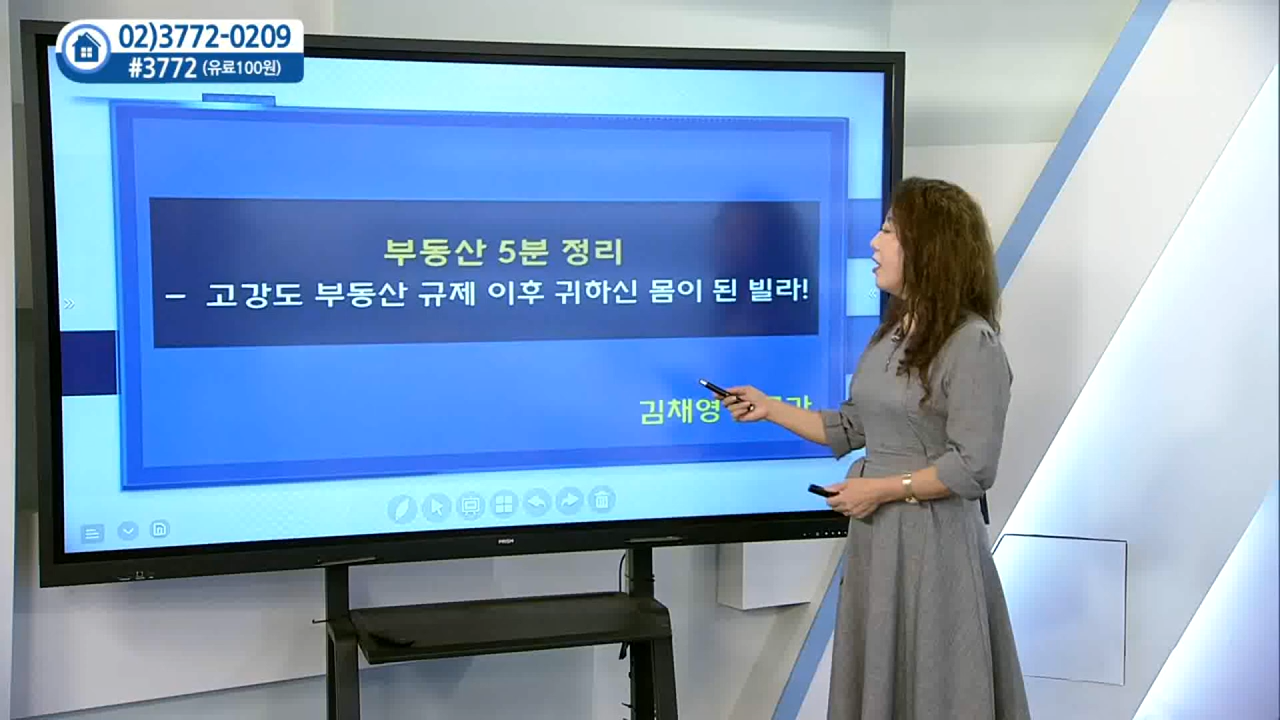 02)3772-0209
#3772 (유료100원)
부동산 5분 정리
- 고강도 부동산 규제 이후 귀하신 몸이 된 빌라!
김채영
PRISM